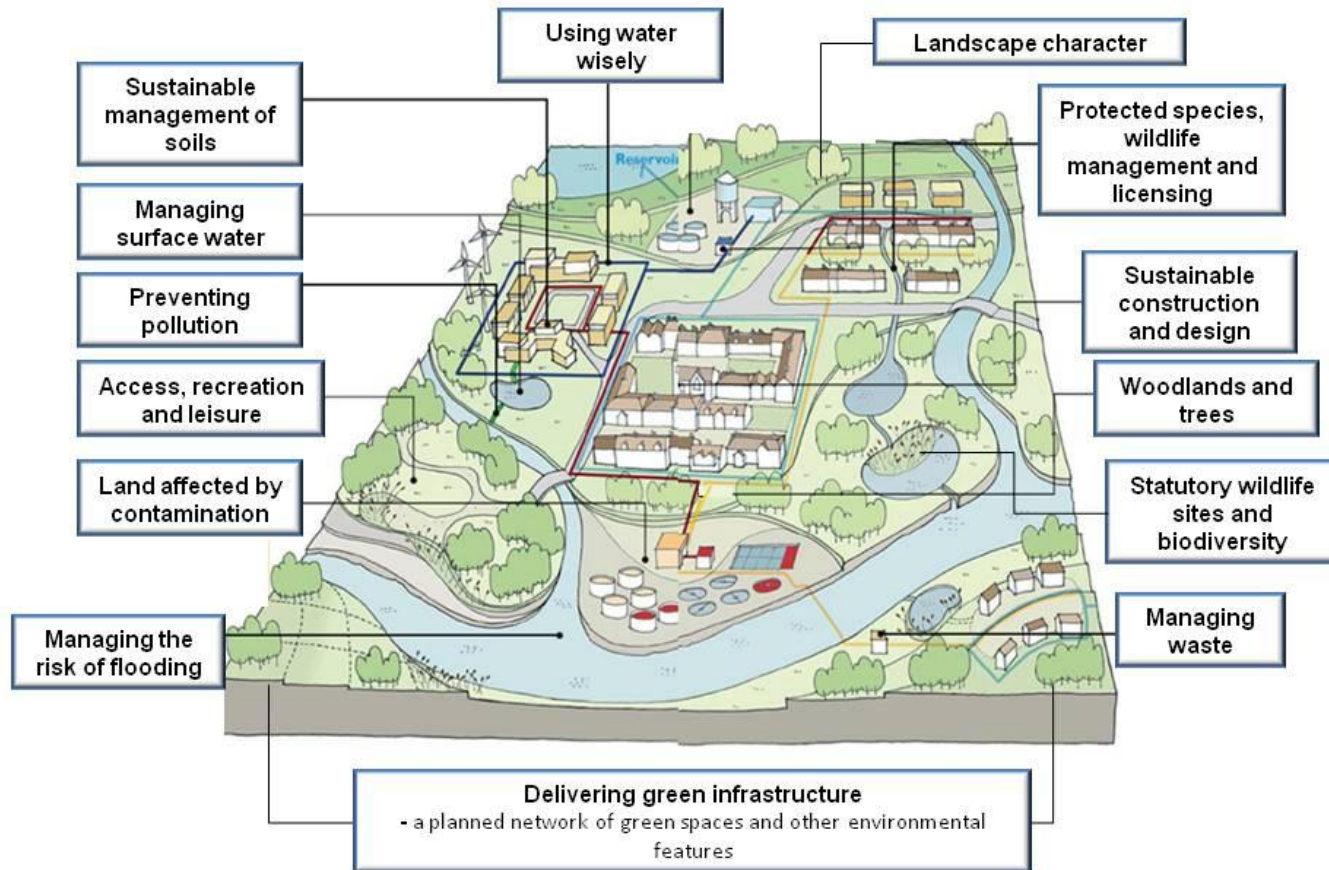 Using water
wisely
Landscape character
Sustainable
management of
soils
Protected species,
wildlife
management and
licensing
Reservoir
Managing
surface water
Sustainable
construction
and design
Preventing
pollution
Access, recreation
and leisure
Woodlands and
trees
Land affected by
contamination
Statutory wildlife
sites and
biodiversity
Managing the
risk of flooding
Managing
waste
Delivering green infrastructure
- a planned network of green spaces and other environmental
features